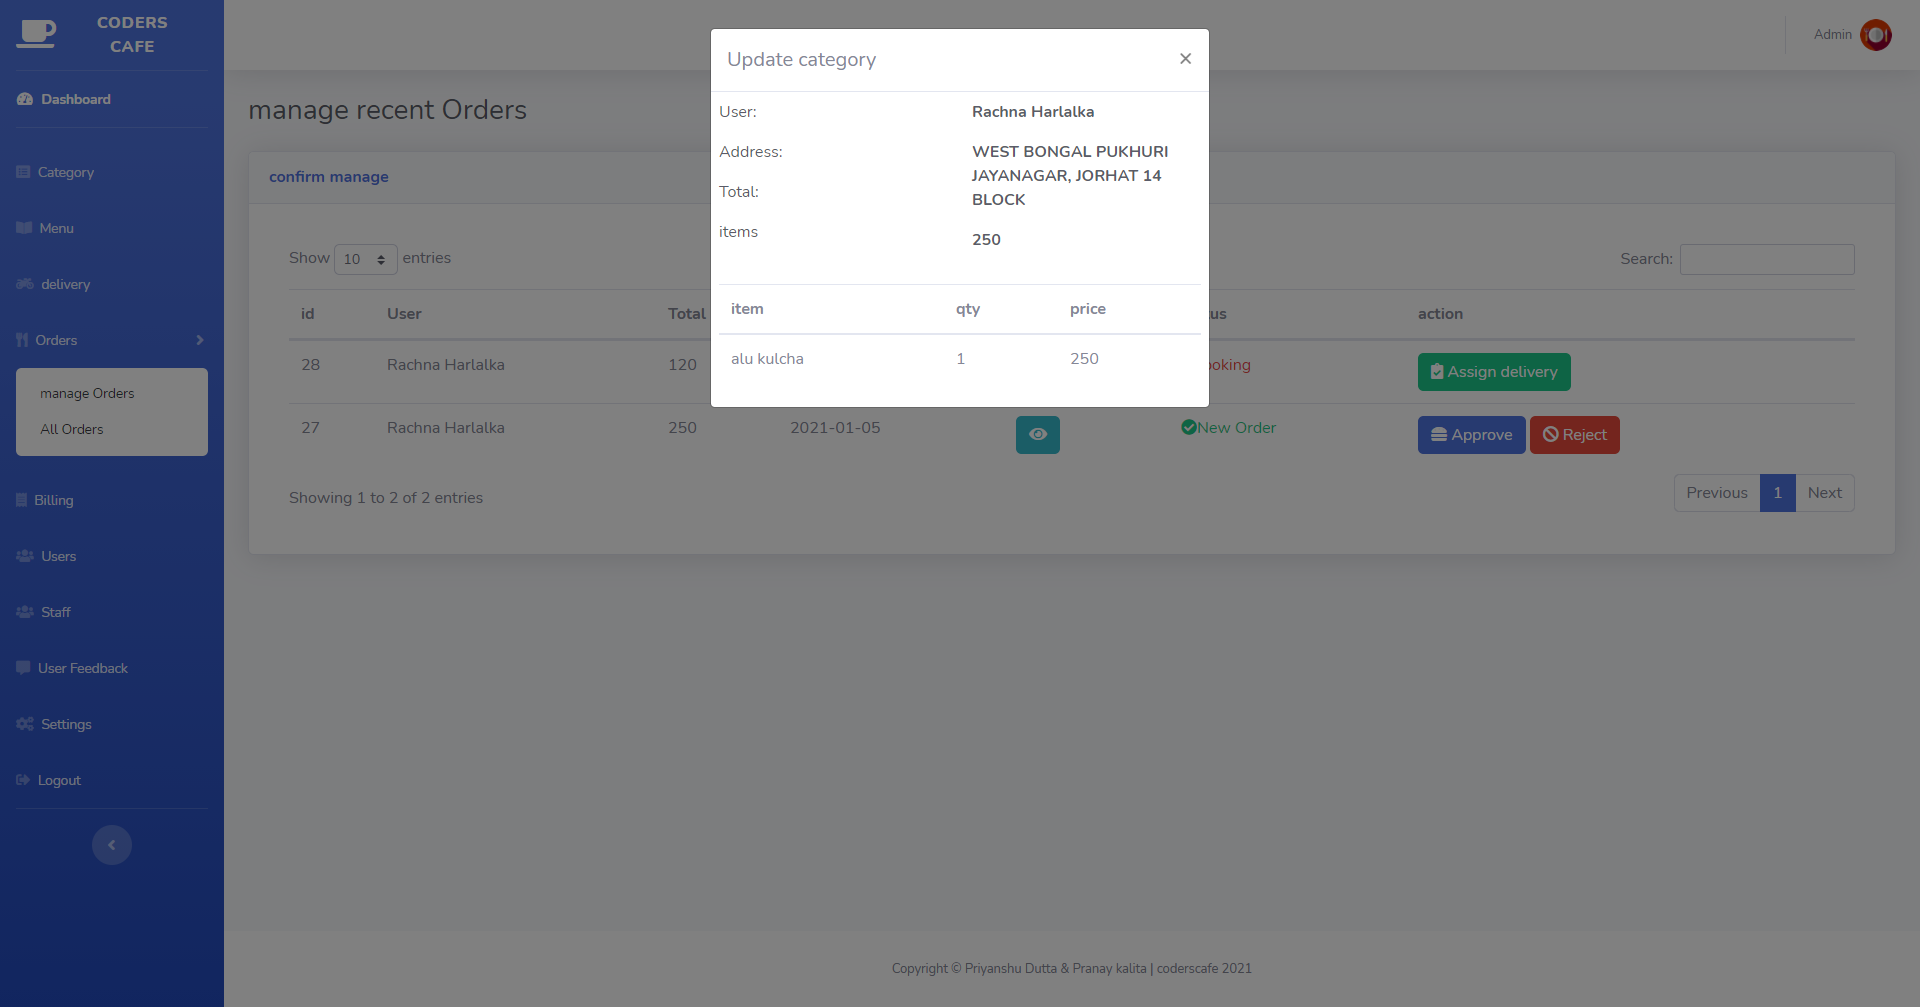 CODERS
CAFE
Dashboard
Category
Menu
delivery
Orders
manage Orders
All Orders
Billing
Users
Staff
User Feedback
Settings
Logout
Admin
manage recent Orders
confirm manage
Show 10 entries
Search:
id User Total action
28 Rachna Harlalka 120 Assign delivery
27 Rachna Harlalka 250 2021-01-05 New Order Approve Reject
Showing 1 to 2 of 2 entries
Previous 1 Next
Update category ×
User: Rachna Harlalka
Address: WEST BONGAL PUKHURI
JAYANAGAR, JORHAT 14
BLOCK
Total: 250
items
item qty price
alu kulcha 1 250
Copyright © Priyanshu Dutta & Pranay kalita | coderscafe 2021